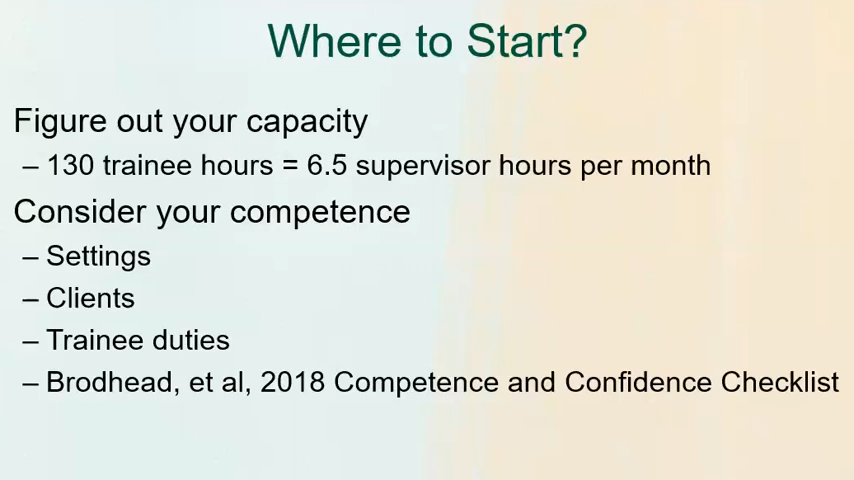 Where to Start?
Figure out your capacity
– 130 trainee hours = 6.5 supervisor hours per month
Consider your competence
– Settings
– Clients
– Trainee duties
– Brodhead, et al, 2018 Competence and Confidence Checklist